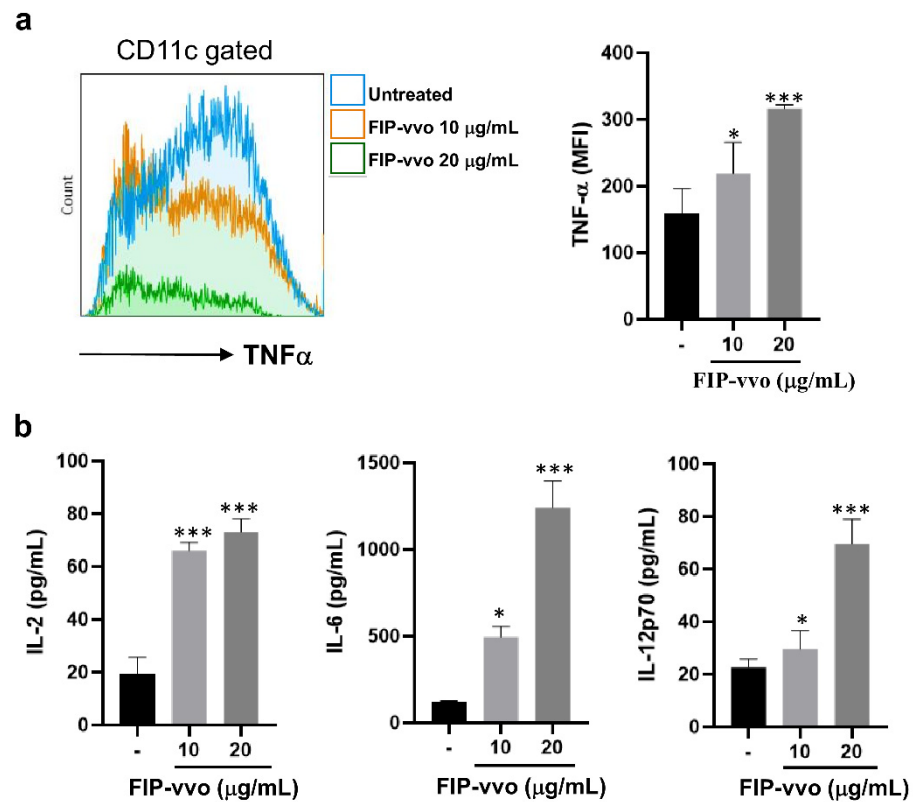 a
CD11c gated
Count
TNFα
Untreated
FIP-vvo 10 μg/mL
FIP-vvo 20 μg/mL
TNF-α (MFI)
400
300
200
100
0
*
***
- 10 20
FIP-vvo (μg/mL)
b
IL-2 (pg/mL)
100
80
60
40
20
0
***
***
- 10 20
FIP-vvo (μg/mL)
IL-6 (pg/mL)
1500
1000
500
0
*
***
- 10 20
FIP-vvo (μg/mL)
IL-12p70 (pg/mL)
100
80
60
40
20
0
*
***
- 10 20
FIP-vvo (μg/mL)